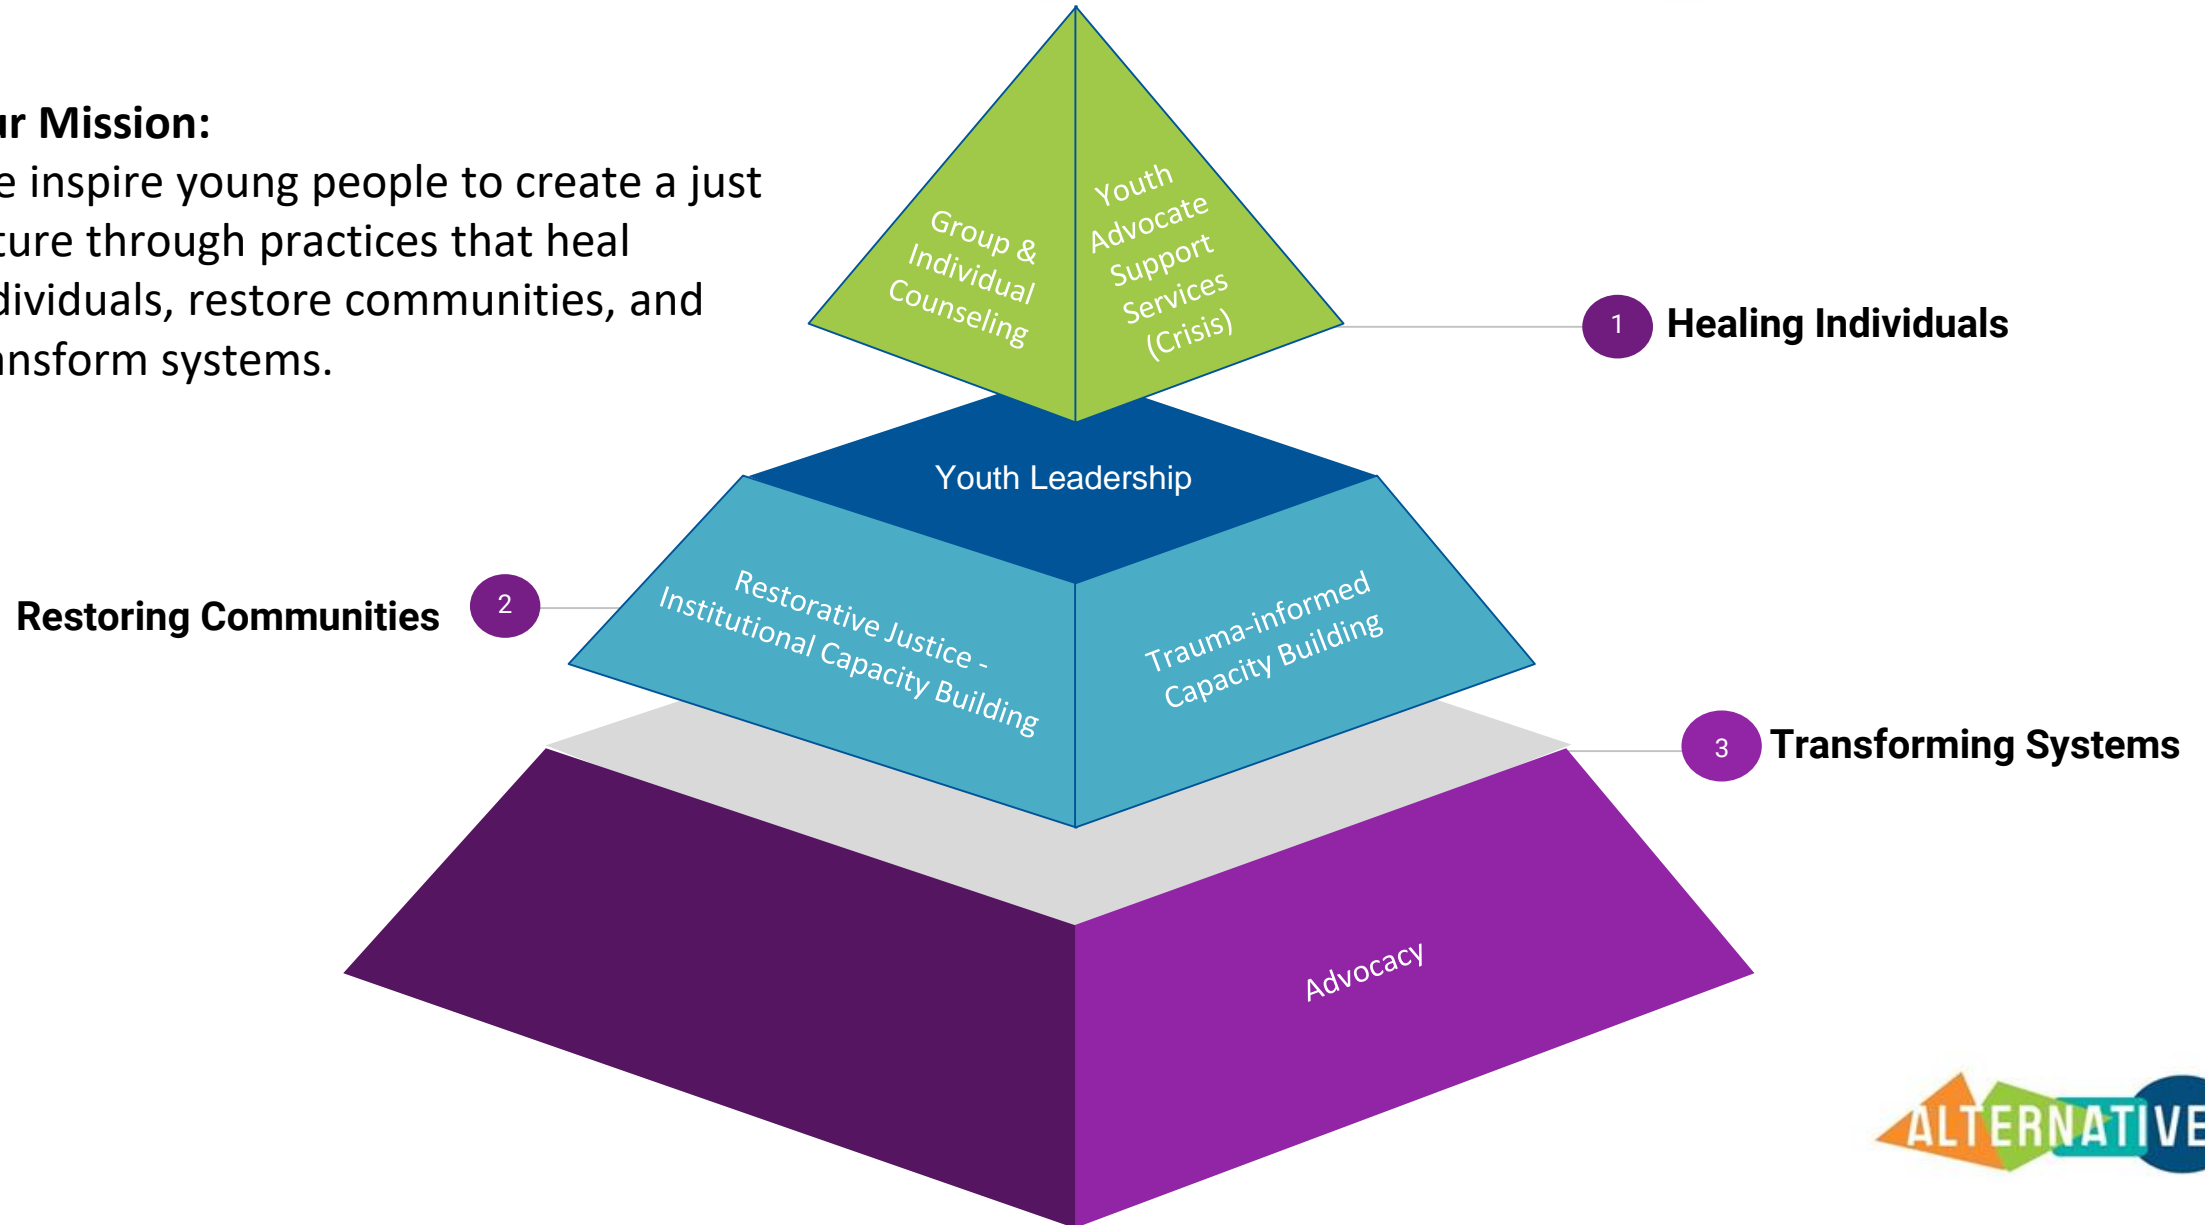 ur Mission:
e inspire young people to create a just
ture through practices that heal
dividuals, restore communities, and
ansform systems.
Group &
Individual
Counseling
Youth
Advocate
Support
Services
(Crisis)
1 Healing Individuals
Youth Leadership
Restoring Communities 2
Restorative Justice -
Institutional Capacity Building
Trauma-informed
Capacity Building
3 Transforming Systems
Advocacy
ALTERNATIVE